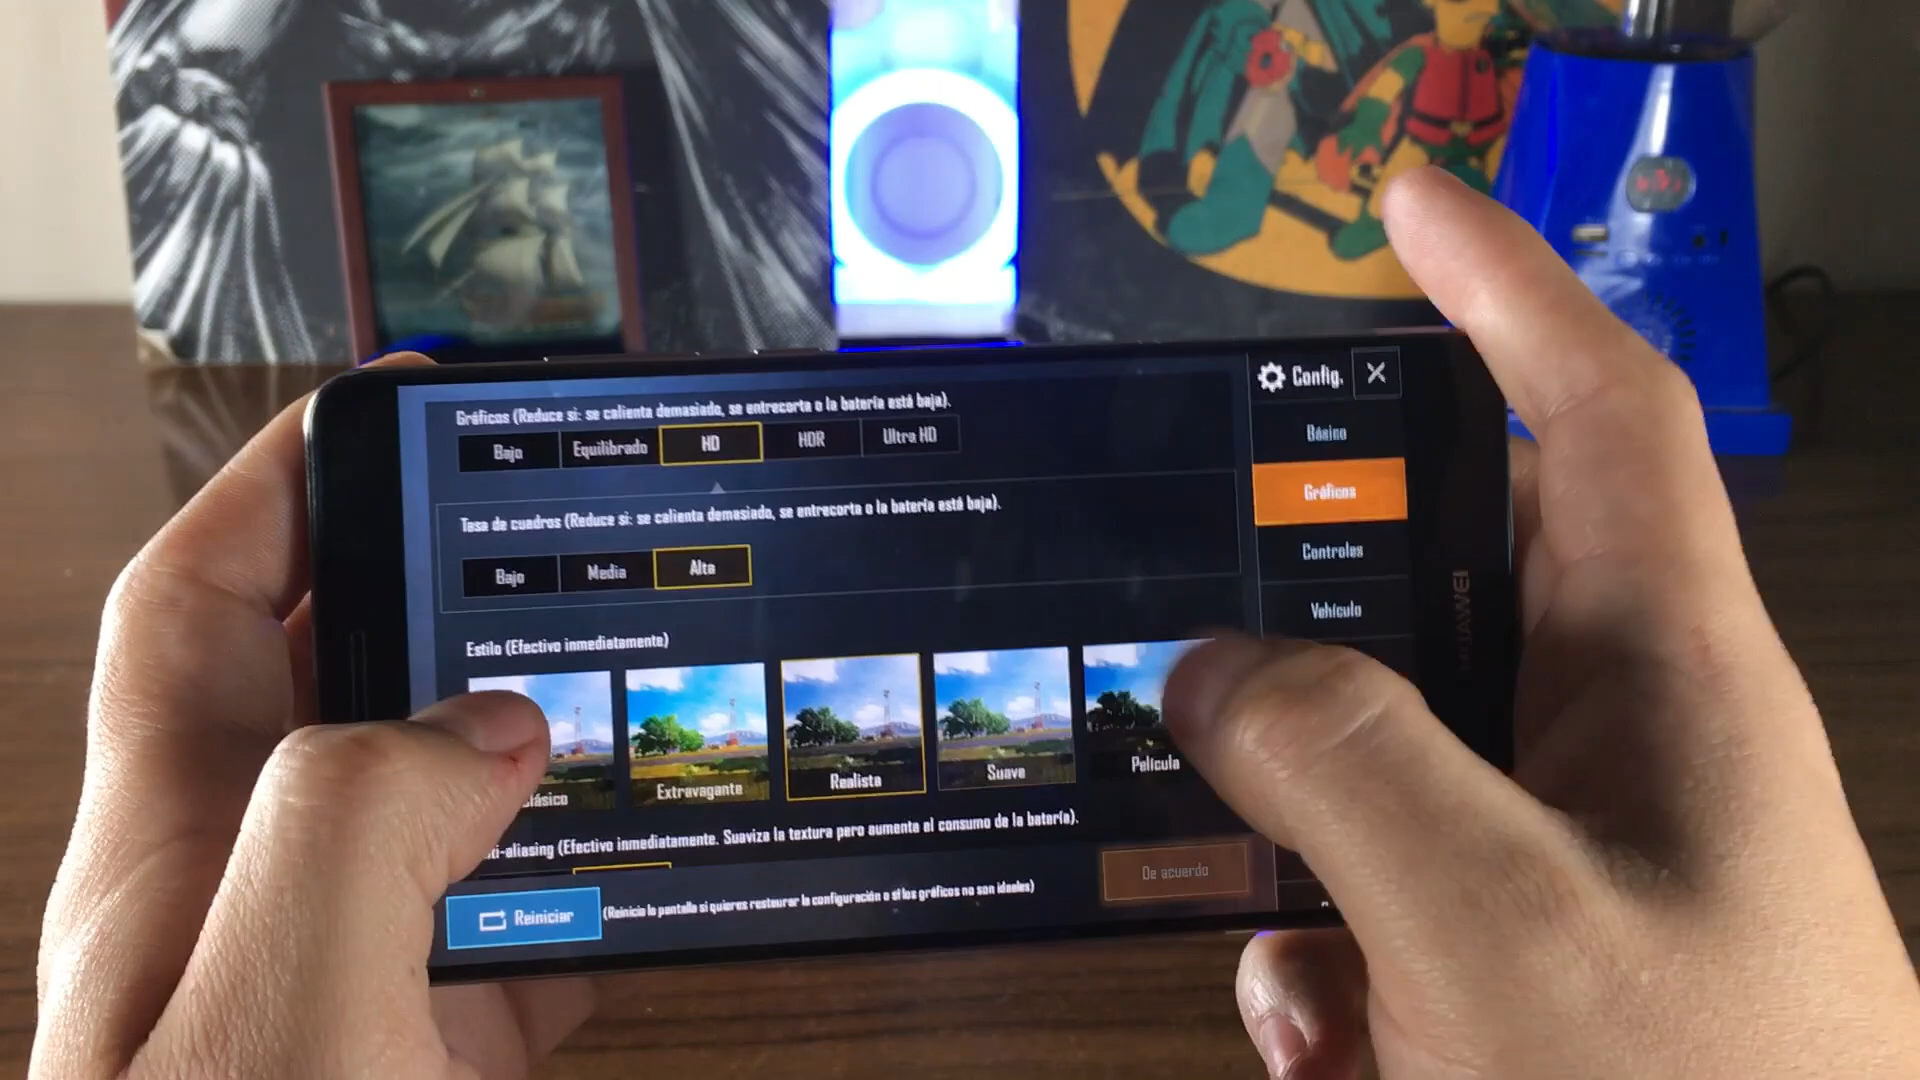 Config.
Gráficos (Reduce si: se calienta demasiado, se entrecorta o la batería está baja).
Bajo Equilibrado HD HDR Ultra HD
Tasa de cuadros (Reduce si: se calienta demasiado, se entrecorta o la batería está baja).
Bajo Media Alta
Estilo (Efectivo inmediatamente)
lásico Extravagante Realista Suave Película
ti-aliasing (Efectivo inmediatamente. Suaviza la textura pero aumenta el consumo de la batería).
Reiniciar (Reinicia la pantalla si quieres restaurar la configuración o si los gráficos no son ideales)
De acuerdo
Básico
Gráficos
Controles
Vehículo
HUAWEI